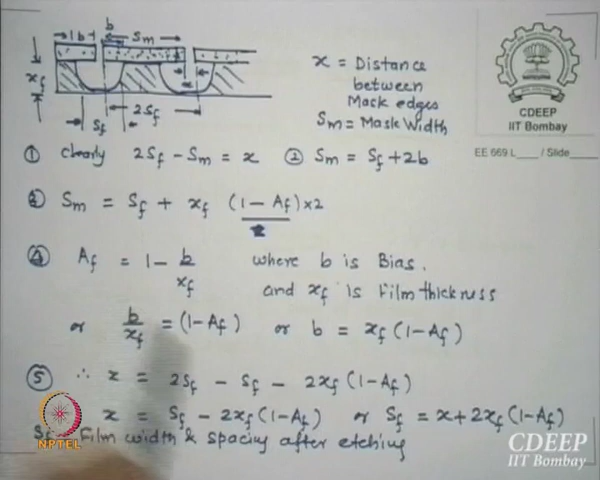 b
1b
Sm
x
xf
2Sf
Sf
x = Distance
between
Mask edges
Sm = Mask Width
CDEEP
IIT Bombay
EE 669 L___ / Slide___
① Clearly 2Sf − Sm = x ② Sm = Sf + 2b
③ Sm = Sf + xf (1 − Af) × 2
④ Af = 1 − b/xf where b is Bias.
and xf is Film thickness
or b/xf = (1 − Af) or b = xf (1 − Af)
⑤ ∴ x = 2Sf − Sf − 2xf (1 − Af)
x = Sf − 2xf (1 − Af) or Sf = x + 2xf (1 − Af)
Film width & spacing after etching
NPTEL
CDEEP
IIT Bombay